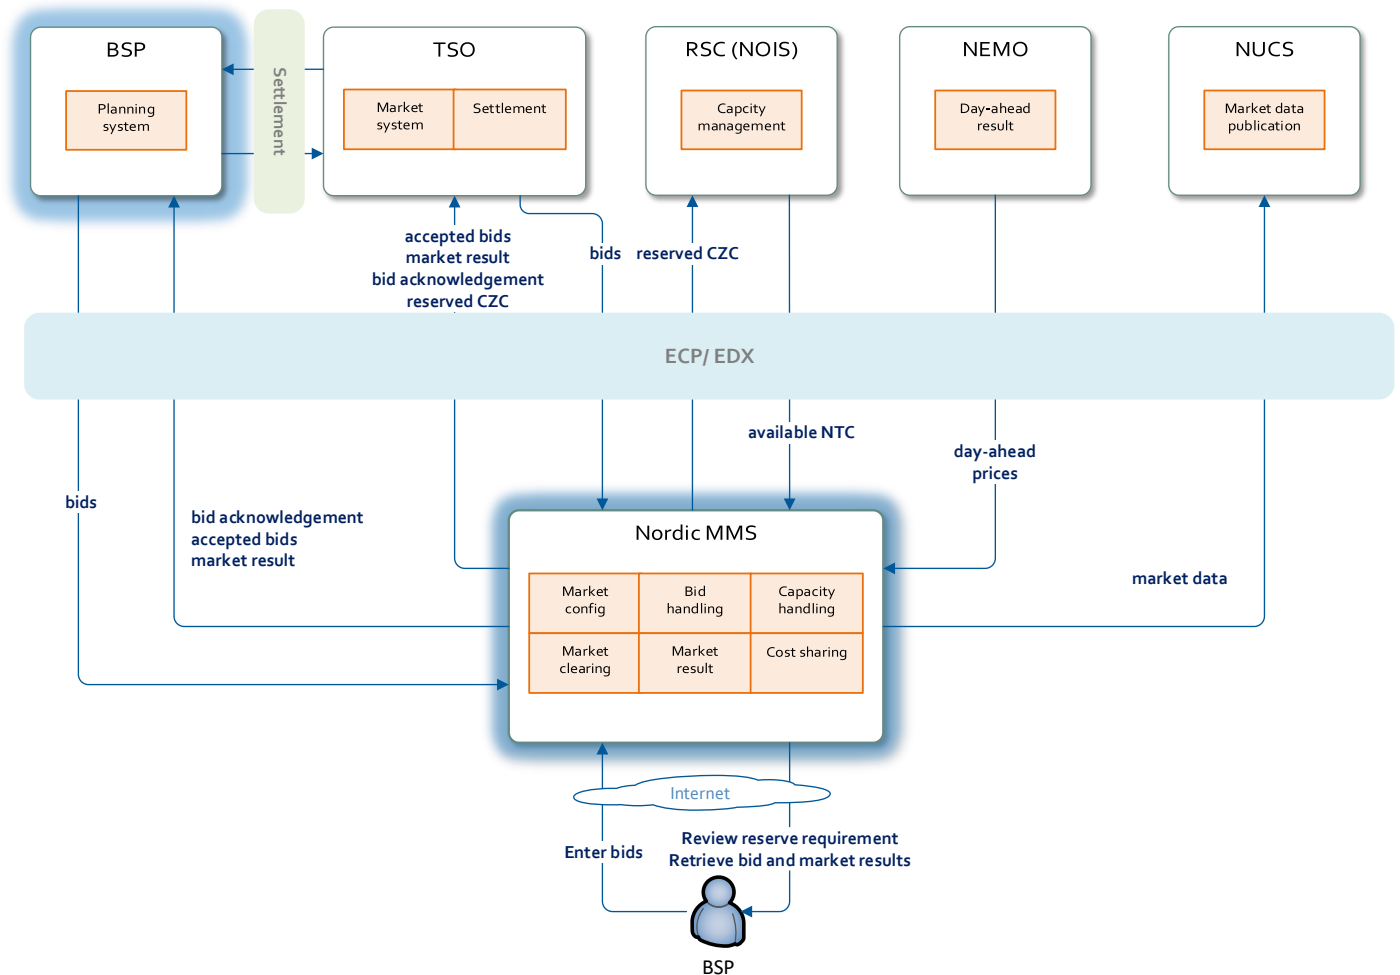 BSP
TSO
RSC (NOIS)
NEMO
NUCS
Planning
system
Settlement
Market
system
Settlement
Capcity
management
Day-ahead
result
Market data
publication
accepted bids
market result
bid acknowledgement
reserved CZC
bids
reserved CZC
ECP/ EDX
available NTC
day-ahead
prices
bids
bid acknowledgement
accepted bids
market result
market data
Nordic MMS
Market
config
Bid
handling
Capacity
handling
Market
clearing
Market
result
Cost sharing
Internet
Enter bids
Review reserve requirement
Retrieve bid and market results
BSP